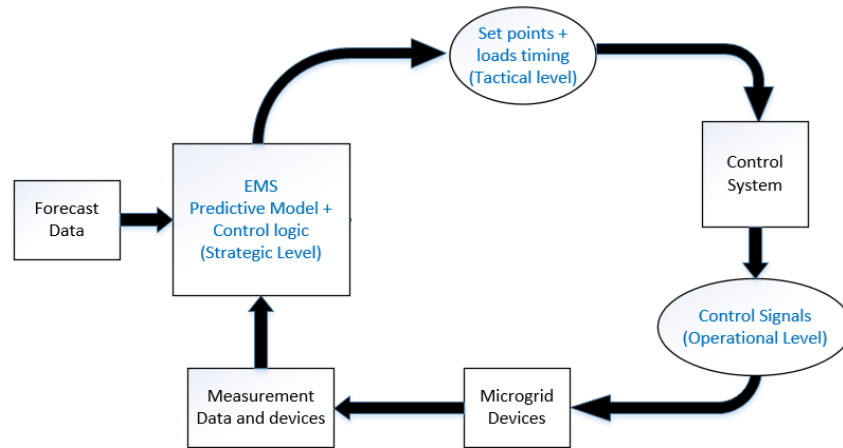 Set points +
loads timing
(Tactical level)
Control
System
EMS
Predictive Model +
Control logic
(Strategic Level)
Forecast
Data
Control Signals
(Operational Level)
Measurement
Data and devices
Microgrid
Devices